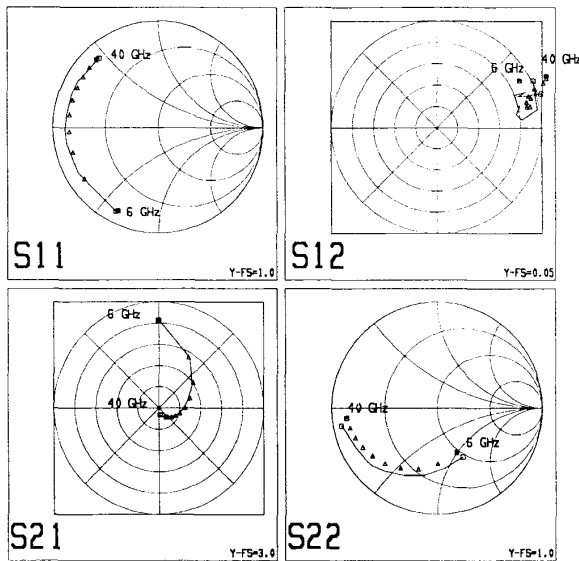 40 GHz
6 GHz
S11
Y-FS=1.0
6 GHz
40 GHz
S12
Y-FS=0.05
6 GHz
40 GHz
S21
Y-FS=3.0
40 GHz
6 GHz
S22
Y-FS=1.0